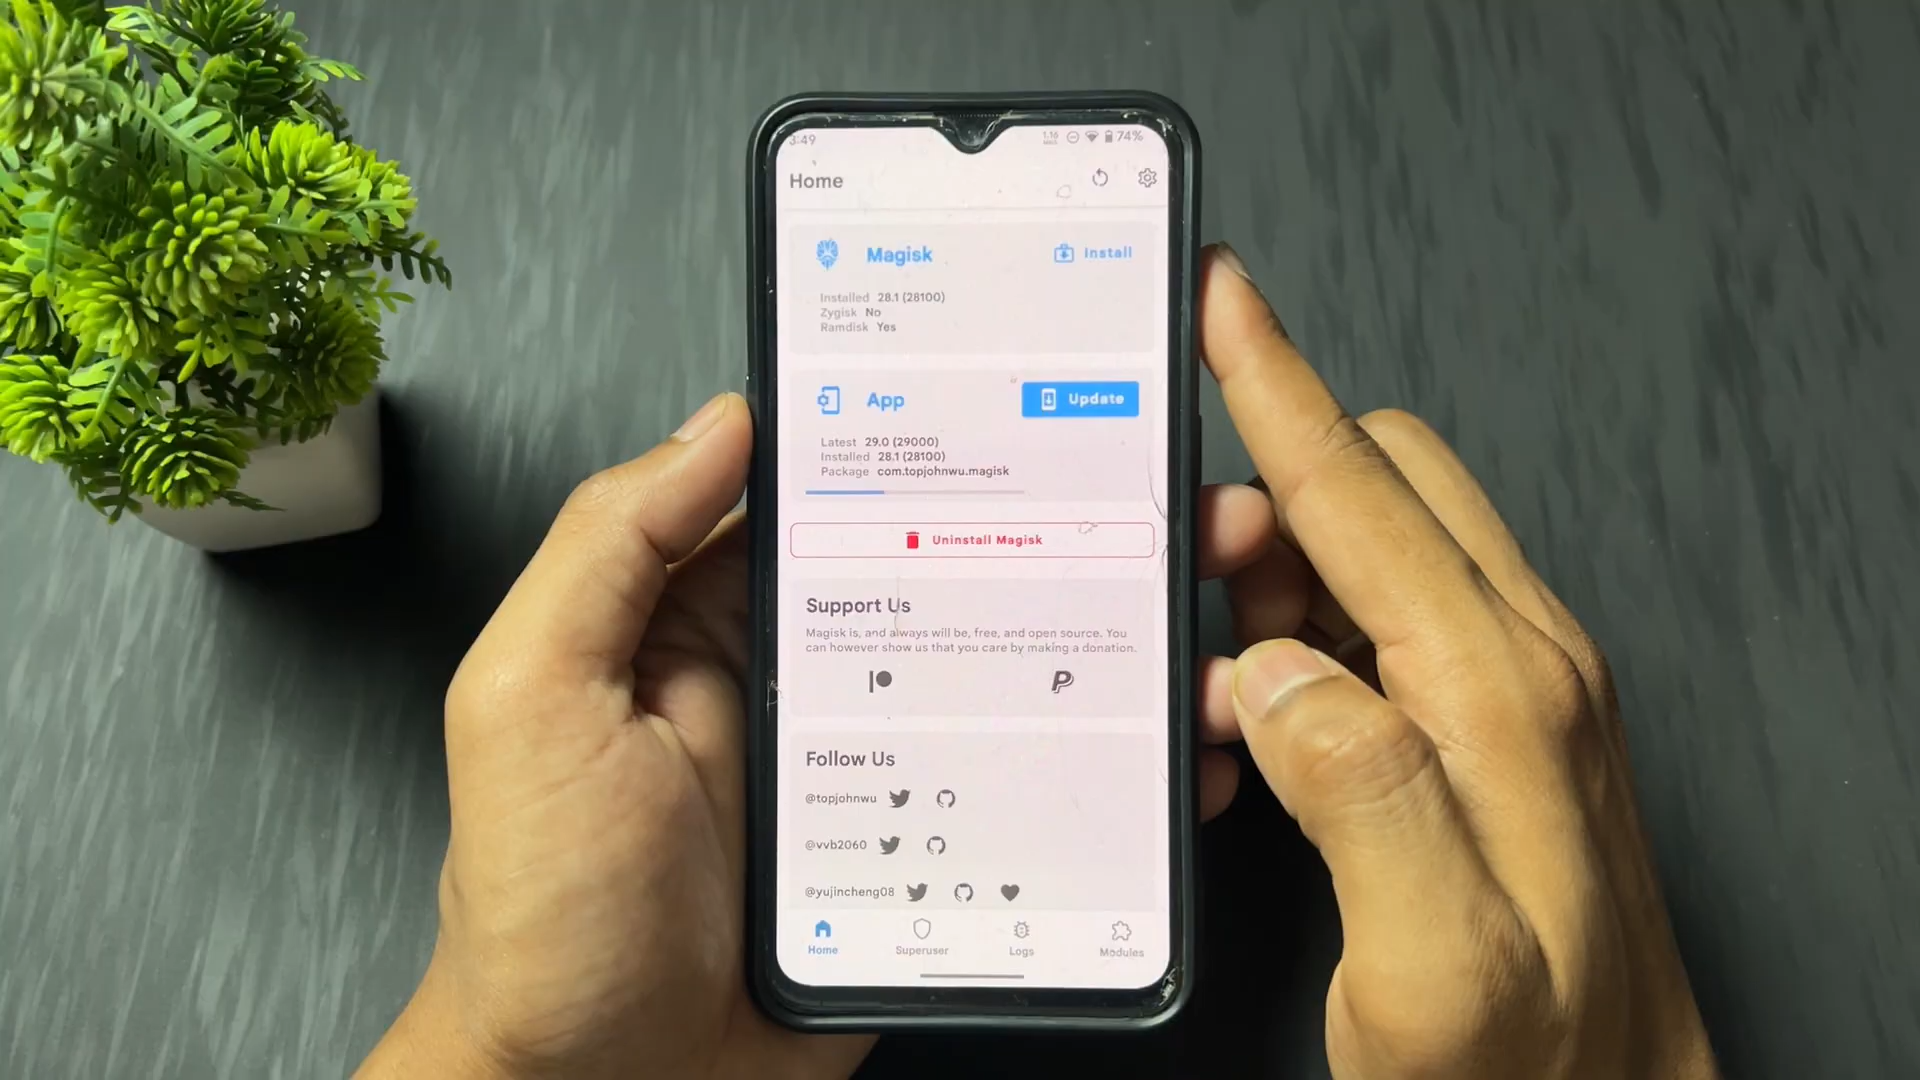 3:49
1.16
74%
Home
Magisk
Install
Installed 28.1 (28100)
Zygisk No
Ramdisk Yes
App
Update
Latest 29.0 (29000)
Installed 28.1 (28100)
Package com.topjohnwu.magisk
Uninstall Magisk
Support Us
Magisk is, and always will be, free, and open source. You
can however show us that you care by making a donation.
Follow Us
@topjohnwu
@vvb2060
@yujincheng08
Home
Superuser
Logs
Modules